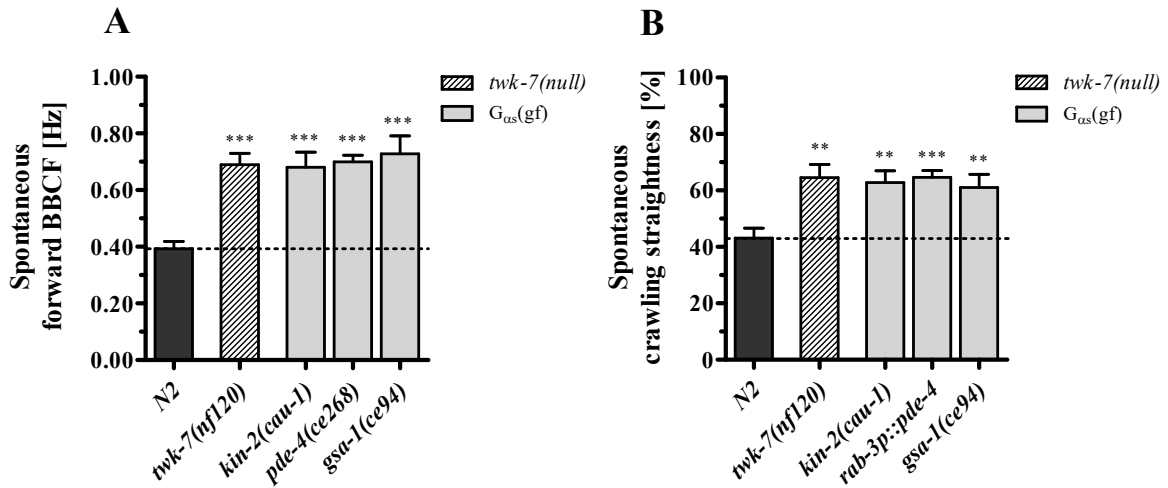 A
Spontaneous
forward BBCF [Hz]
1.00
0.80
0.60
0.40
0.20
0.00
***
***
***
***
N2
twk-7(nf120)
kin-2(cau-1)
pde-4(ce268)
gsa-1(ce94)
twk-7(null)
Gαs(gf)
B
Spontaneous
crawling straightness [%]
100
80
60
40
20
0
**
**
***
**
N2
twk-7(nf120)
kin-2(cau-1)
rab-3p::pde-4
gsa-1(ce94)
twk-7(null)
Gαs(gf)